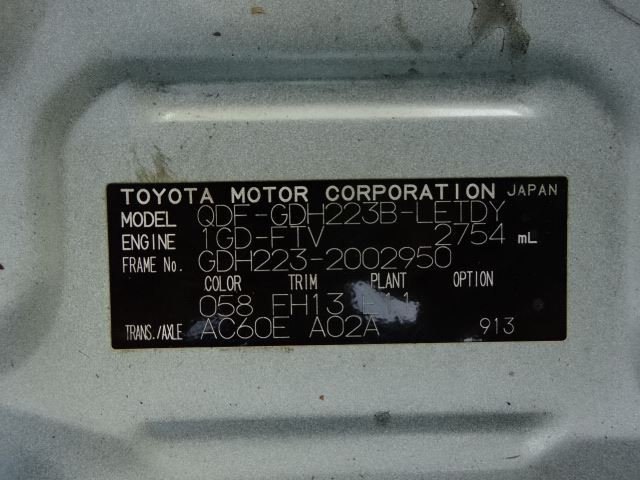 TOYOTA MOTOR CORPORATION JAPAN
MODEL QDF-GDH223B-LETDY
ENGINE 1GD-FTV 2754 mL
FRAME No. GDH223-2002950
COLOR TRIM PLANT OPTION
058 FH13
TRANS./AXLE AC60E A02A 913